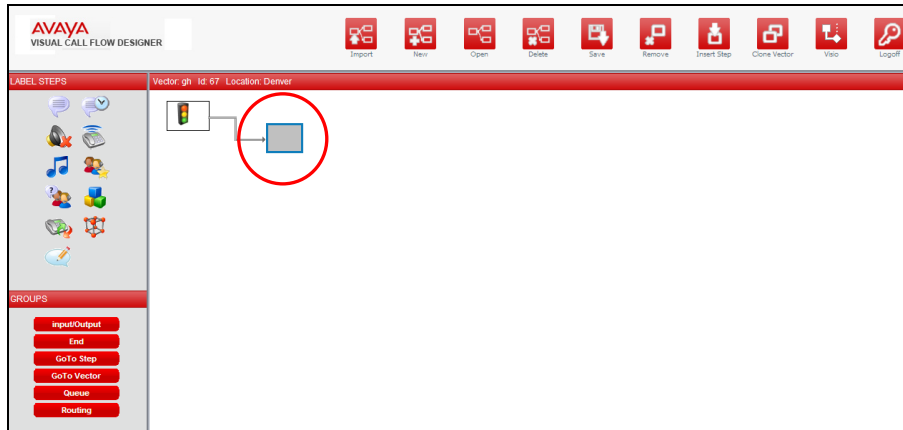 AVAYA
VISUAL CALL FLOW DESIGNER
Import New Open Delete Save Remove Insert Step Clone Vector Visio Logoff
LABEL STEPS
Vector: gh Id: 67 Location: Denver
GROUPS
input/Output
End
GoTo Step
GoTo Vector
Queue
Routing